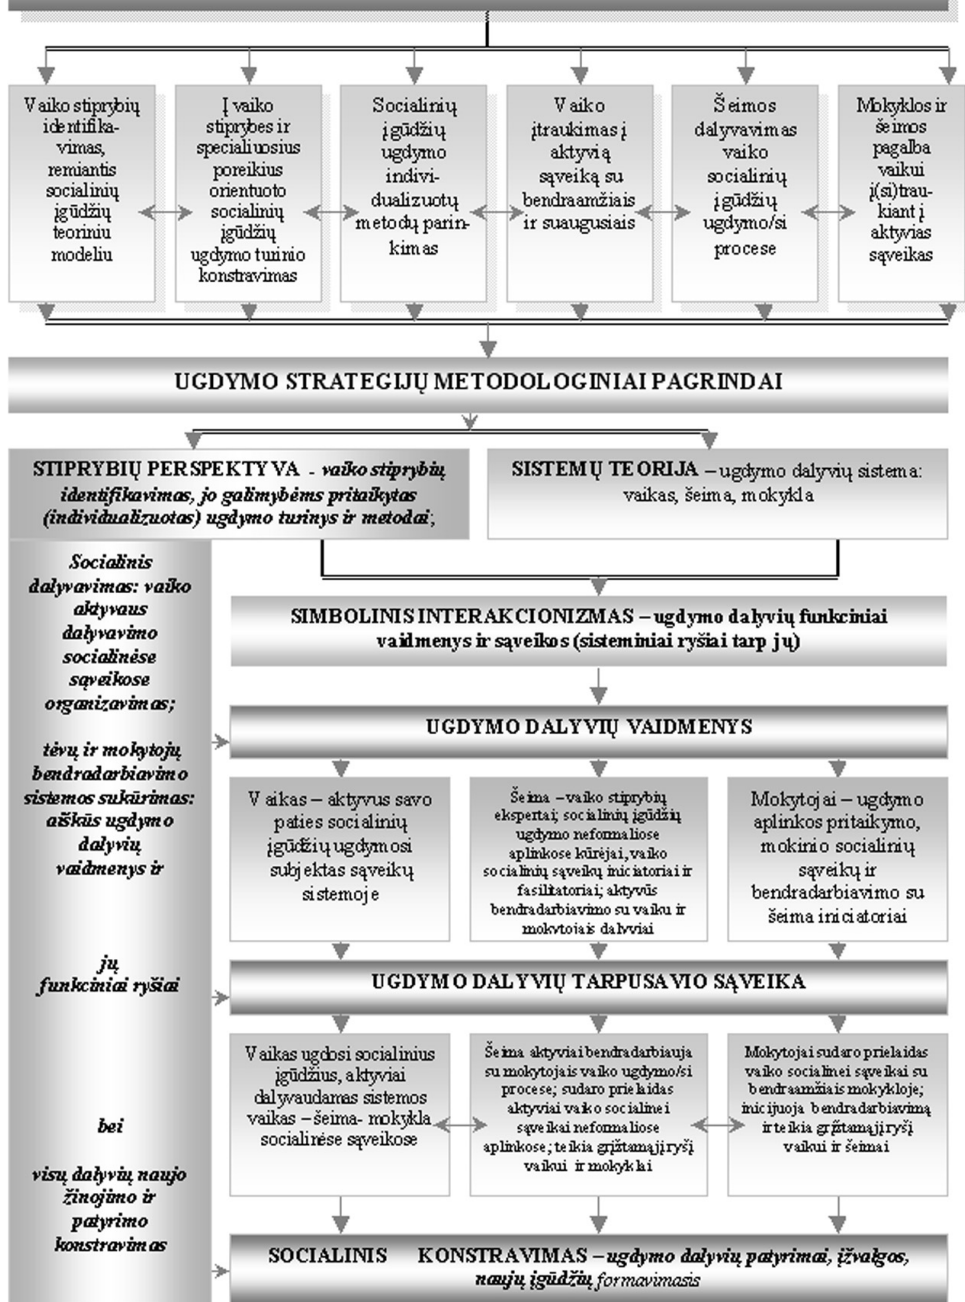 Vaiko stiprybių
identifika-
vimas,
remiantis
socialinių
įgūdžių
teoriniu
modeliu
Į vaiko
stiprybes ir
specialiuosius
poreikius
orientuoto
socialinių
įgūdžių
ugdymo turinio
konstravimas
Socialinių
įgūdžių
ugdymo
indivi-
dualizuotų
metodų parin-
kimas
Vaiko
įtraukimas į
aktyvią
sąveiką su
bendraamžiais
ir suaugusiais
Šeimos
dalyvavimas
vaiko
socialinių
įgūdžių
ugdymo/si
procese
Mokyklos ir
šeimos
pagalba
vaikui
į(si)trau-
kiant į
aktyvias
sąveikas
UGDYMO STRATEGIJŲ METODOLOGINIAI PAGRINDAI
STIPRYBIŲ PERSPEKTYVA - vaiko stiprybių
identifikavimas, jo galimybėms pritaikytas
(individualizuotas) ugdymo turinys ir metodai;
SISTEMŲ TEORIJA – ugdymo dalyvių sistema:
vaikas, šeima, mokykla
Socialinis
dalyvavimas: vaiko
aktyvaus
dalyvavimo
socialinėse
sąveikose
organizavimas;
tėvų ir mokytojų
bendradarbiavimo
sistemos sukūrimas:
aiškūs ugdymo
dalyvių
vaidmenys ir
jų
funkciniai ryšiai
bei
visų dalyvių naujo
žinojimo ir
patyrimo
konstravimas
SIMBOLINIS INTERAKCIONIZMAS – ugdymo dalyvių funkciniai
vaidmenys ir sąveikos (sisteminiai ryšiai tarp jų)
UGDYMO DALYVIŲ VAIDMENYS
Vaikas – aktyvus savo
paties socialinių
įgūdžių ugdymosi
subjektas sąveikų
sistemoje
Šeima – vaiko stiprybių
ekspertai; socialinių įgūdžių
ugdymo neformaliose
aplinkose kūrėjai, vaiko
socialinių sąveikų iniciatoriai ir
fasilitatoriai; aktyvūs
bendradarbiavimo su vaiku ir
mokytojais dalyviai
Mokytojai – ugdymo
aplinkos pritaikymo,
mokinio socialinių
sąveikų ir
bendradarbiavimo su
šeima iniciatoriai
UGDYMO DALYVIŲ TARPUSAVIO SĄVEIKA
Vaikas ugdosi socialinius
įgūdžius, aktyviai
dalyvaudamas sistemos
vaikas – šeima- mokykla
socialinėse sąveikose
Šeima aktyviai bendradarbiauja
su mokytojais vaiko ugdymo/si
procese; sudaro prielaidas
aktyviai vaiko socialinei
sąveikai neformaliose
aplinkose; teikia grįžtamąjį ryšį
vaikui ir mokyklai
Mokytojai sudaro prielaidas
vaiko socialinei sąveikai su
bendraamžiais mokykloje;
inicijuoja bendradarbiavimą
ir teikia grįžtamąjį ryšį
vaikui ir šeimai
SOCIALINIS KONSTRAVIMAS – ugdymo dalyvių patyrimai, įžvalgos,
naujų įgūdžių formavimasis